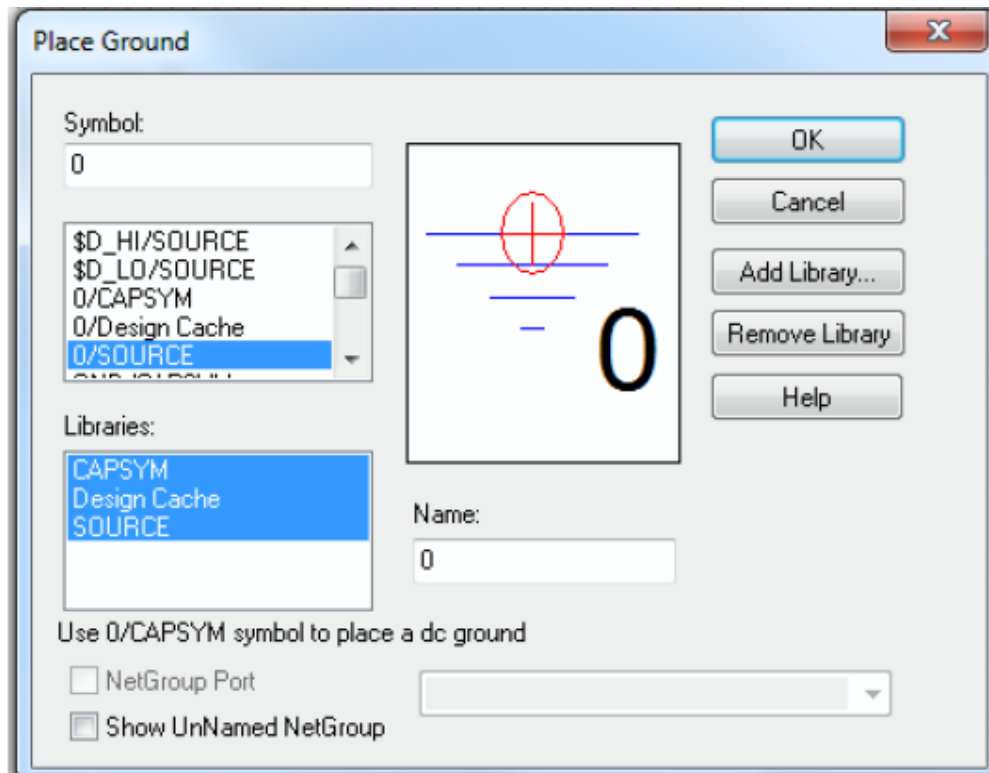 Place Ground
Symbol:
0
$D_HI/SOURCE
$D_LO/SOURCE
0/CAPSYM
0/Design Cache
0/SOURCE
0
OK
Cancel
Add Library...
Remove Library
Help
Libraries:
CAPSYM
Design Cache
SOURCE
Name:
0
Use 0/CAPSYM symbol to place a dc ground
NetGroup Port
Show UnNamed NetGroup